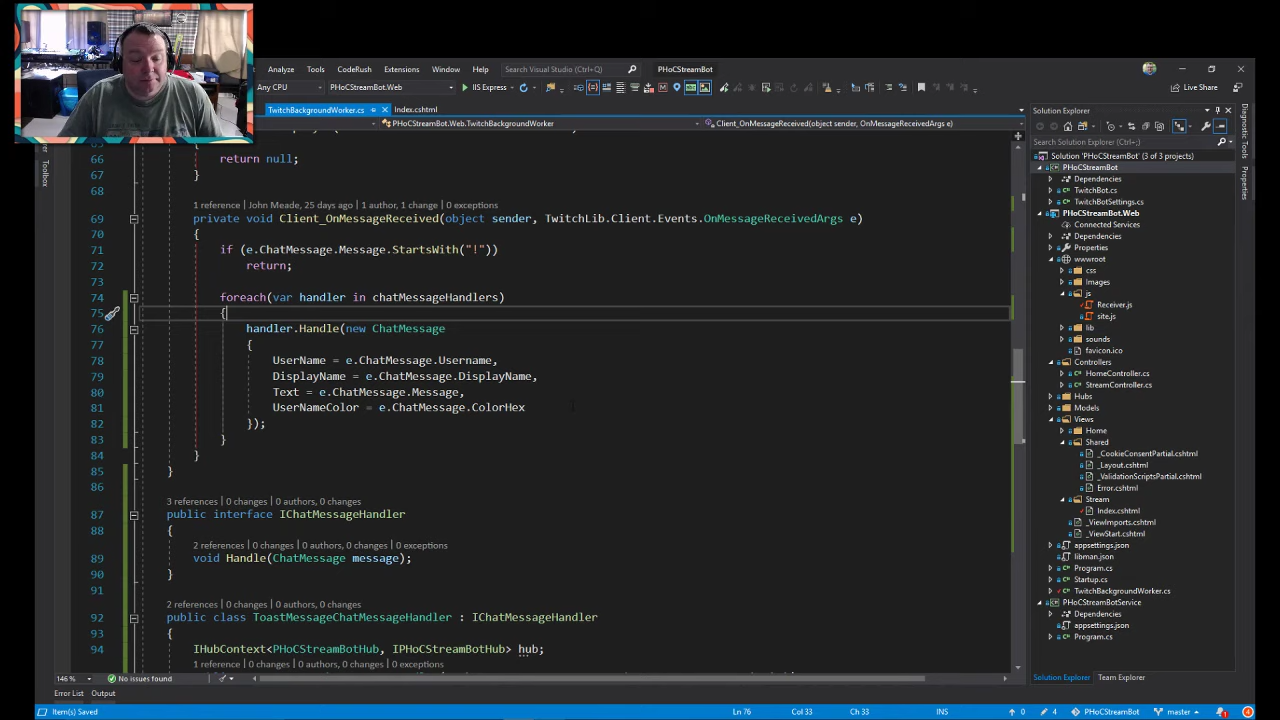 Analyze Tools CodeRush Extensions Window Help Search Visual Studio (Ctrl+Q) PHoCStreamBot
Any CPU PHoCStreamBot.Web IIS Express Live Share
TwitchBackgroundWorker.cs Index.cshtml
PHoCStreamBot.Web.TwitchBackgroundWorker Client_OnMessageReceived(object sender, OnMessageReceivedArgs e)
Toolbox
65
66 return null;
67 }
68
1 reference | John Meade, 25 days ago | 1 author, 1 change | 0 exceptions
69 private void Client_OnMessageReceived(object sender, TwitchLib.Client.Events.OnMessageReceivedArgs e)
70 {
71 if (e.ChatMessage.Message.StartsWith("!"))
72 return;
73
74 foreach(var handler in chatMessageHandlers)
75 {
76 handler.Handle(new ChatMessage
77 {
78 UserName = e.ChatMessage.Username,
79 DisplayName = e.ChatMessage.DisplayName,
80 Text = e.ChatMessage.Message,
81 UserNameColor = e.ChatMessage.ColorHex
82 });
83 }
84 }
85 }
86
3 references | 0 authors, 0 changes | 0 changes
87 public interface IChatMessageHandler
88 {
2 references | 0 changes | 0 authors, 0 changes | 0 exceptions
89 void Handle(ChatMessage message);
90 }
91
2 references | 0 changes | 0 authors, 0 changes
92 public class ToastMessageChatMessageHandler : IChatMessageHandler
93 {
94 IHubContext<PHoCStreamBotHub, IPHoCStreamBotHub> hub;
146 % No issues found
Error List Output
Item(s) Saved Ln 76 Col 33 Ch 33 INS 0 4 PHoCStreamBot master 1
Solution Explorer
Search Solution Explorer (Ctrl+;)
Solution 'PHoCStreamBot' (3 of 3 projects)
PHoCStreamBot
Dependencies
TwitchBot.cs
TwitchBotSettings.cs
PHoCStreamBot.Web
Connected Services
Dependencies
Properties
wwwroot
css
Images
js
Receiver.js
site.js
lib
sounds
favicon.ico
Controllers
HomeController.cs
StreamController.cs
Hubs
Models
Views
Home
Shared
_CookieConsentPartial.cshtml
_Layout.cshtml
_ValidationScriptsPartial.cshtml
Error.cshtml
Stream
Index.cshtml
_ViewImports.cshtml
_ViewStart.cshtml
appsettings.json
libman.json
Program.cs
Startup.cs
TwitchBackgroundWorker.cs
PHoCStreamBotService
Dependencies
appsettings.json
Program.cs
Solution Explorer Team Explorer
Diagnostic Tools
Properties